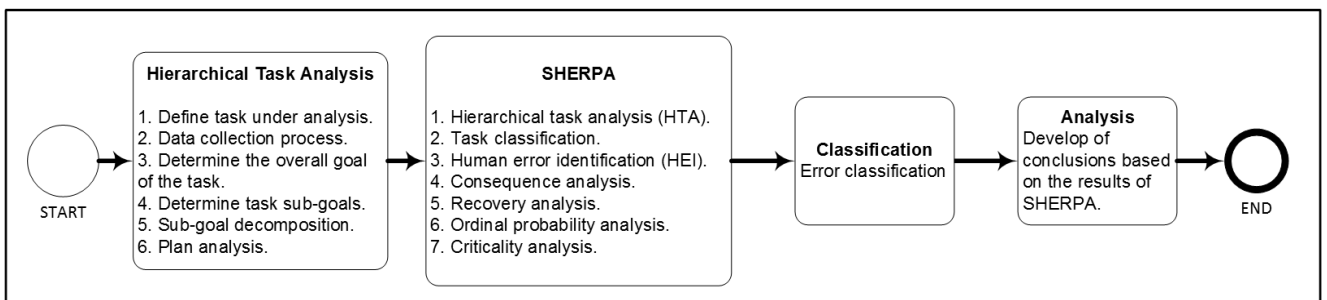 START
Hierarchical Task Analysis
1. Define task under analysis.
2. Data collection process.
3. Determine the overall goal
of the task.
4. Determine task sub-goals.
5. Sub-goal decomposition.
6. Plan analysis.
SHERPA
1. Hierarchical task analysis (HTA).
2. Task classification.
3. Human error identification (HEI).
4. Consequence analysis.
5. Recovery analysis.
6. Ordinal probability analysis.
7. Criticality analysis.
Classification
Error classification
Analysis
Develop of
conclusions based
on the results of
SHERPA.
END